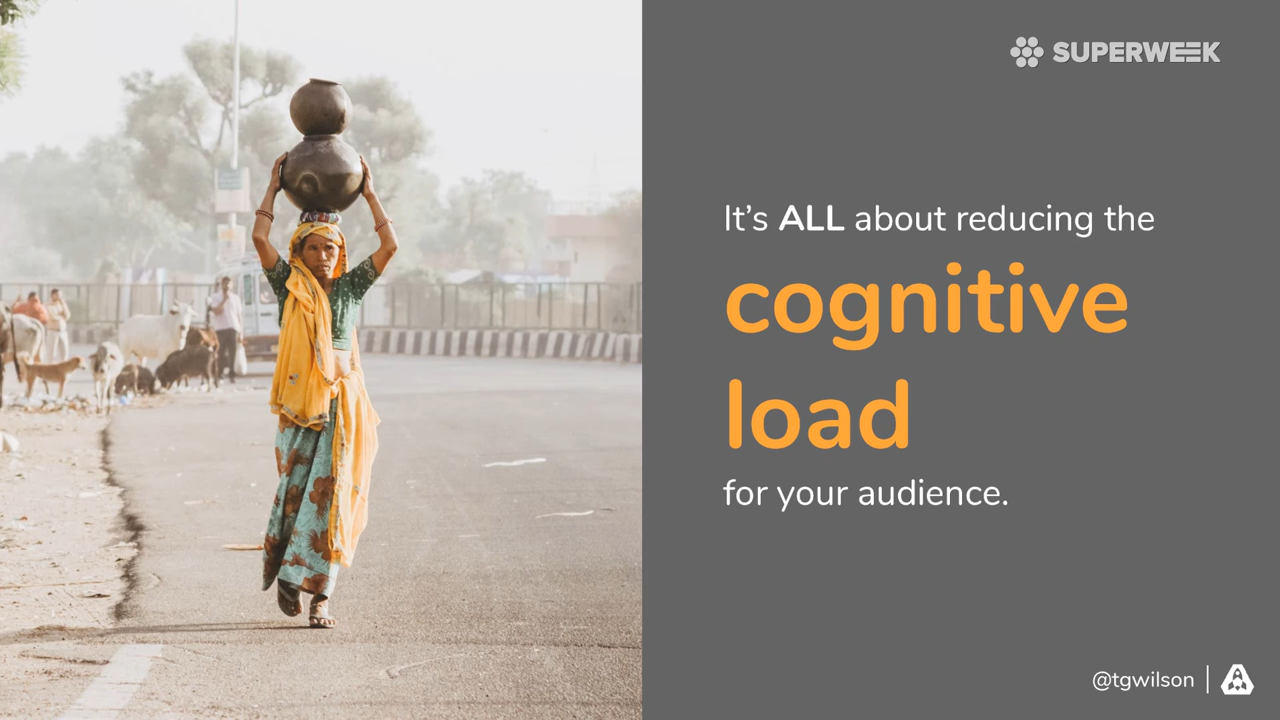 SUPERWEEK
It's ALL about reducing the
cognitive
load
for your audience.
@tgwilson